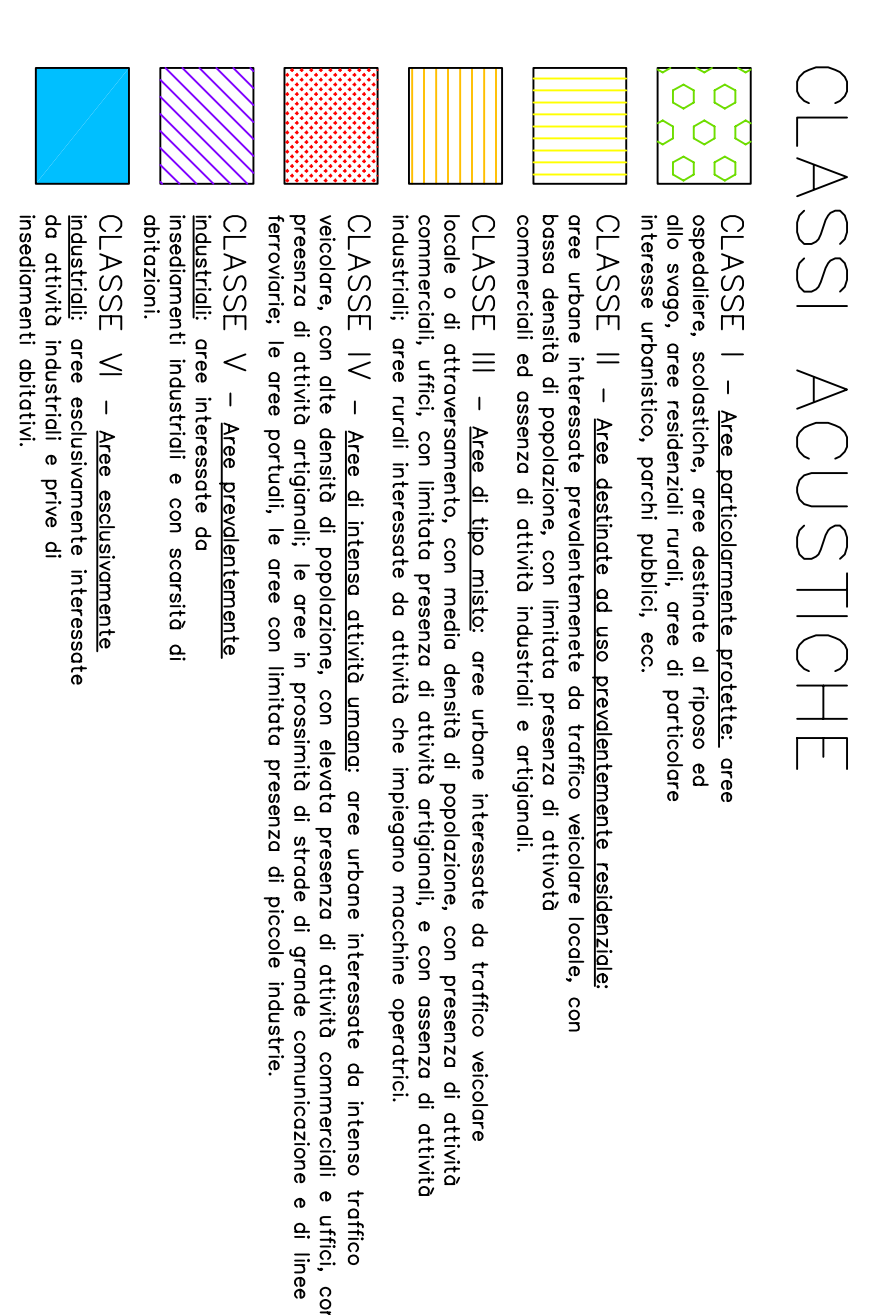 CLASSI ACUSTICHE
CLASSE I – Aree particolarmente protette: aree
ospedaliere, scolastiche, aree destinate al riposo ed
allo svago, aree residenziali rurali, aree di particolare
interesse urbanistico, parchi pubblici, ecc.
CLASSE II – Aree destinate ad uso prevalentemente residenziale:
aree urbane interessate prevalentemenete da traffico veicolare locale, con
bassa densità di popolazione, con limitata presenza di attivotà
commerciali ed assenza di attività industriali e artigianali.
CLASSE III – Aree di tipo misto: aree urbane interessate da traffico veicolare
locale o di attraversamento, con media densità di popolazione, con presenza di attività
commerciali, uffici, con limitata presenza di attività artigianali, e con assenza di attività
industriali; aree rurali interessate da attività che impiegano macchine operatrici.
CLASSE IV – Aree di intensa attività umana: aree urbane interessate da intenso traffico
veicolare, con alte densità di popolazione, con elevata presenza di attività commerciali e uffici, con
preesnza di attività artigianali; le aree in prossimità di strade di grande comunicazione e di linee
ferroviarie; le aree portuali, le aree con limitata presenza di piccole industrie.
CLASSE V – Aree prevalentemente
industriali: aree interessate da
insediamenti industriali e con scarsità di
abitazioni.
CLASSE VI – Aree esclusivamente
industriali: aree esclusivamente interessate
da attività industriali e prive di
insediamenti abitativi.